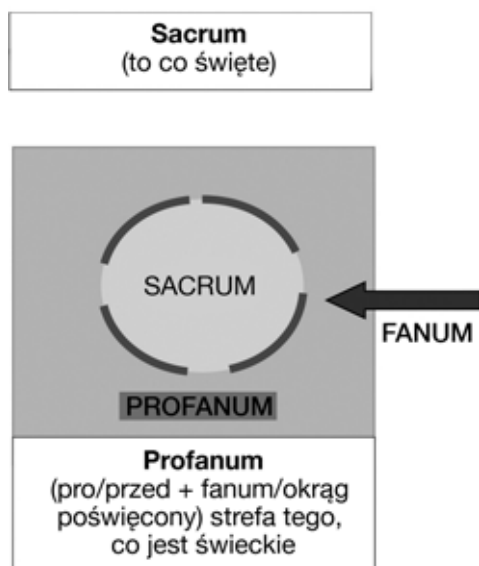 Sacrum
(to co święte)
SACRUM
FANUM
PROFANUM
Profanum
(pro/przed + fanum/okrąg
poświęcony) strefa tego,
co jest świeckie